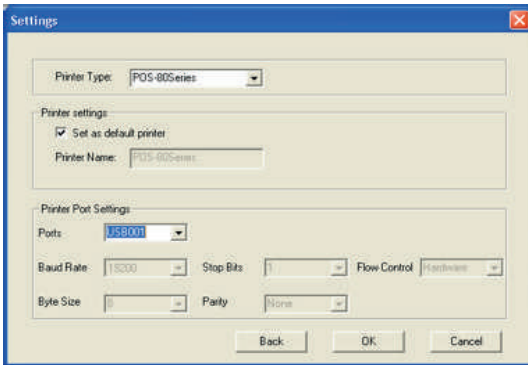 Settings
Printer Type: POS-80Series
Printer settings
Set as default printer
Printer Name: POS-80Series
Printer Port Settings
Ports USB001
Baud Rate 19200 Stop Bits 1 Flow Control Hardware
Byte Size 8 Parity None
Back OK Cancel